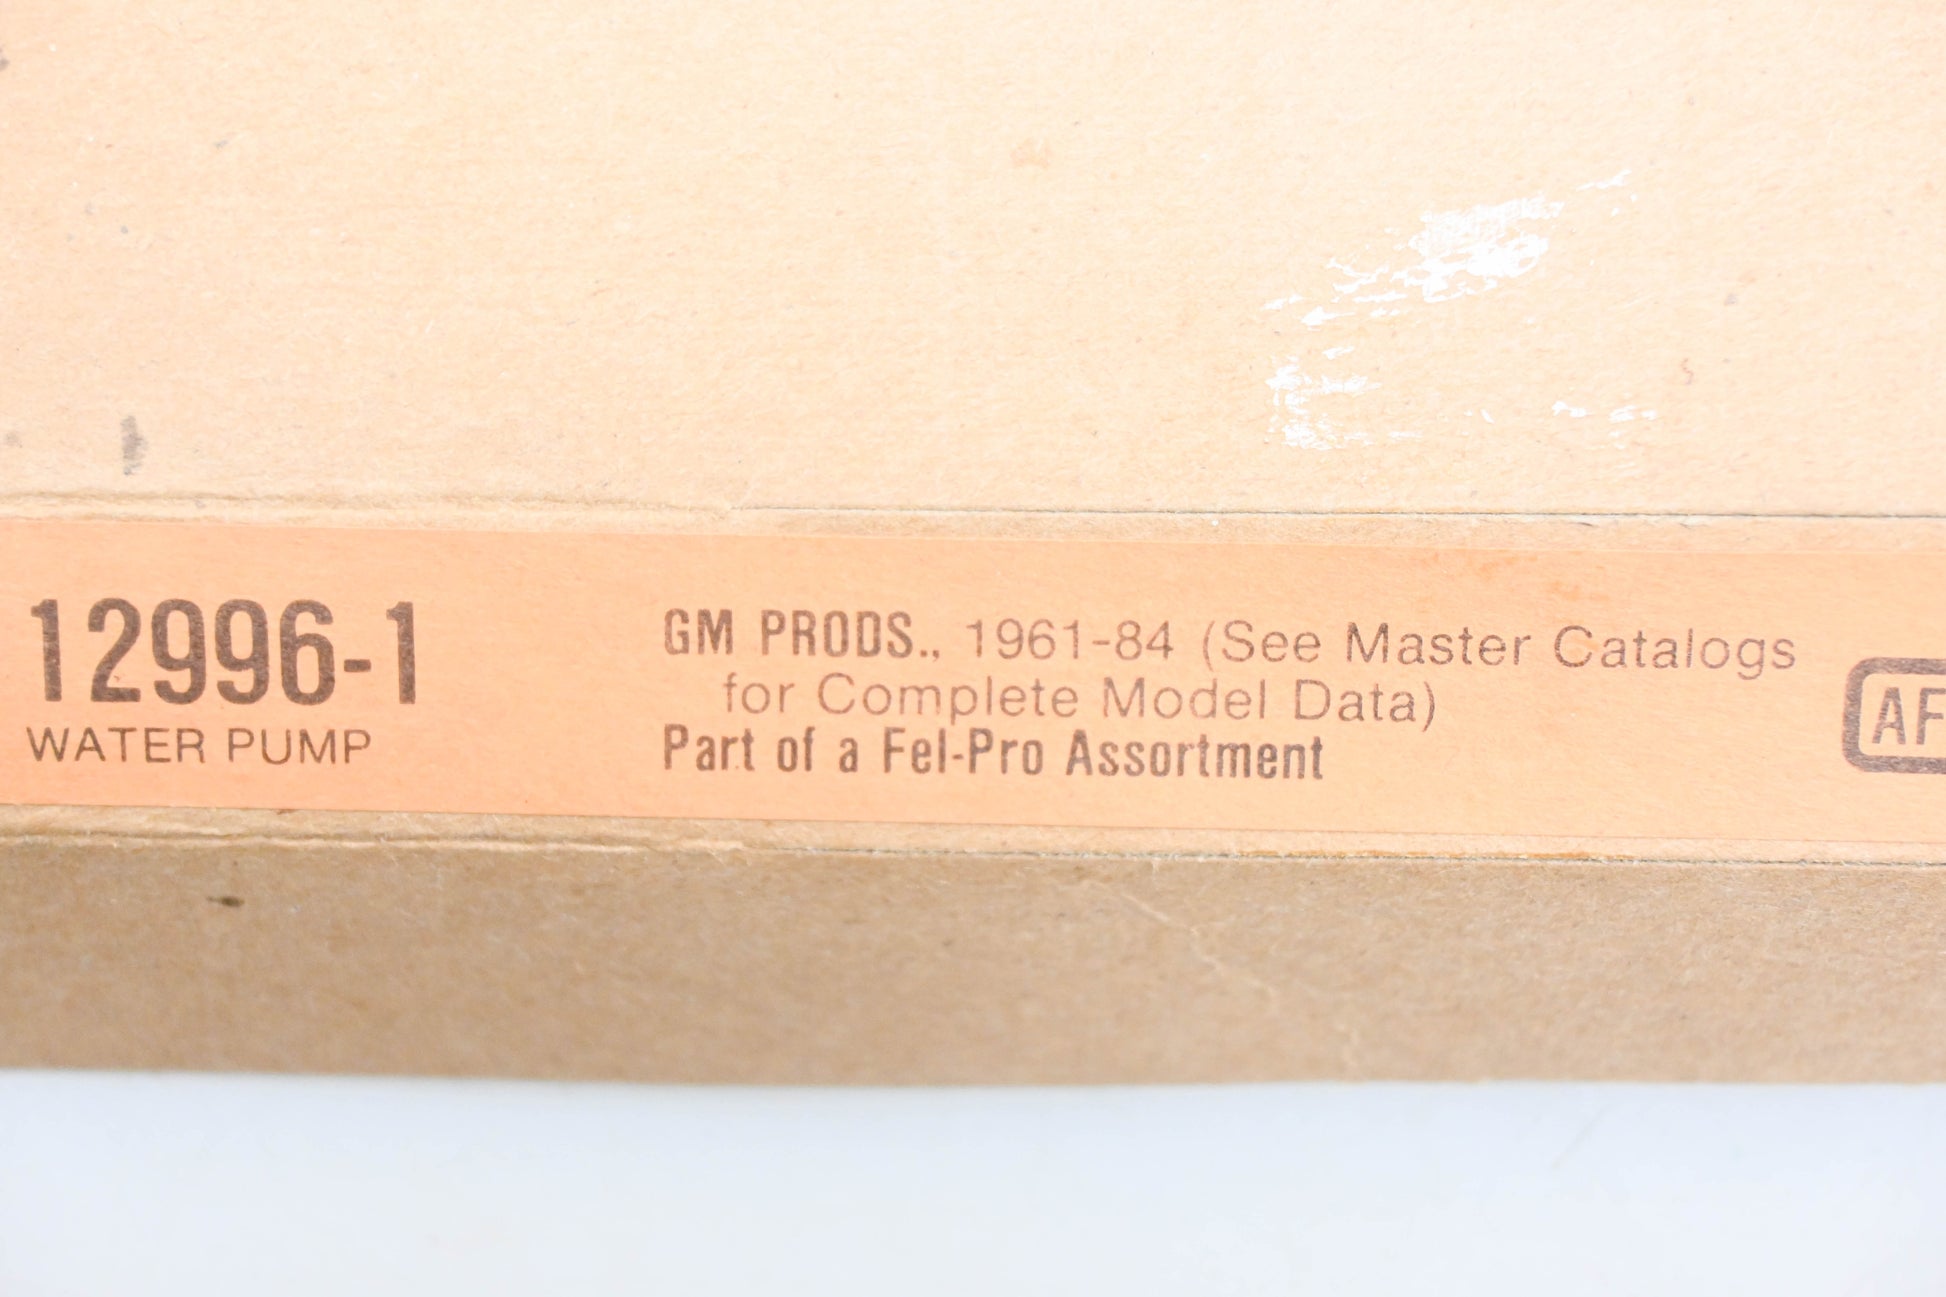 12996-1
WATER PUMP
GM PRODS., 1961-84 (See Master Catalogs
for Complete Model Data)
Part of a Fel-Pro Assortment
AF